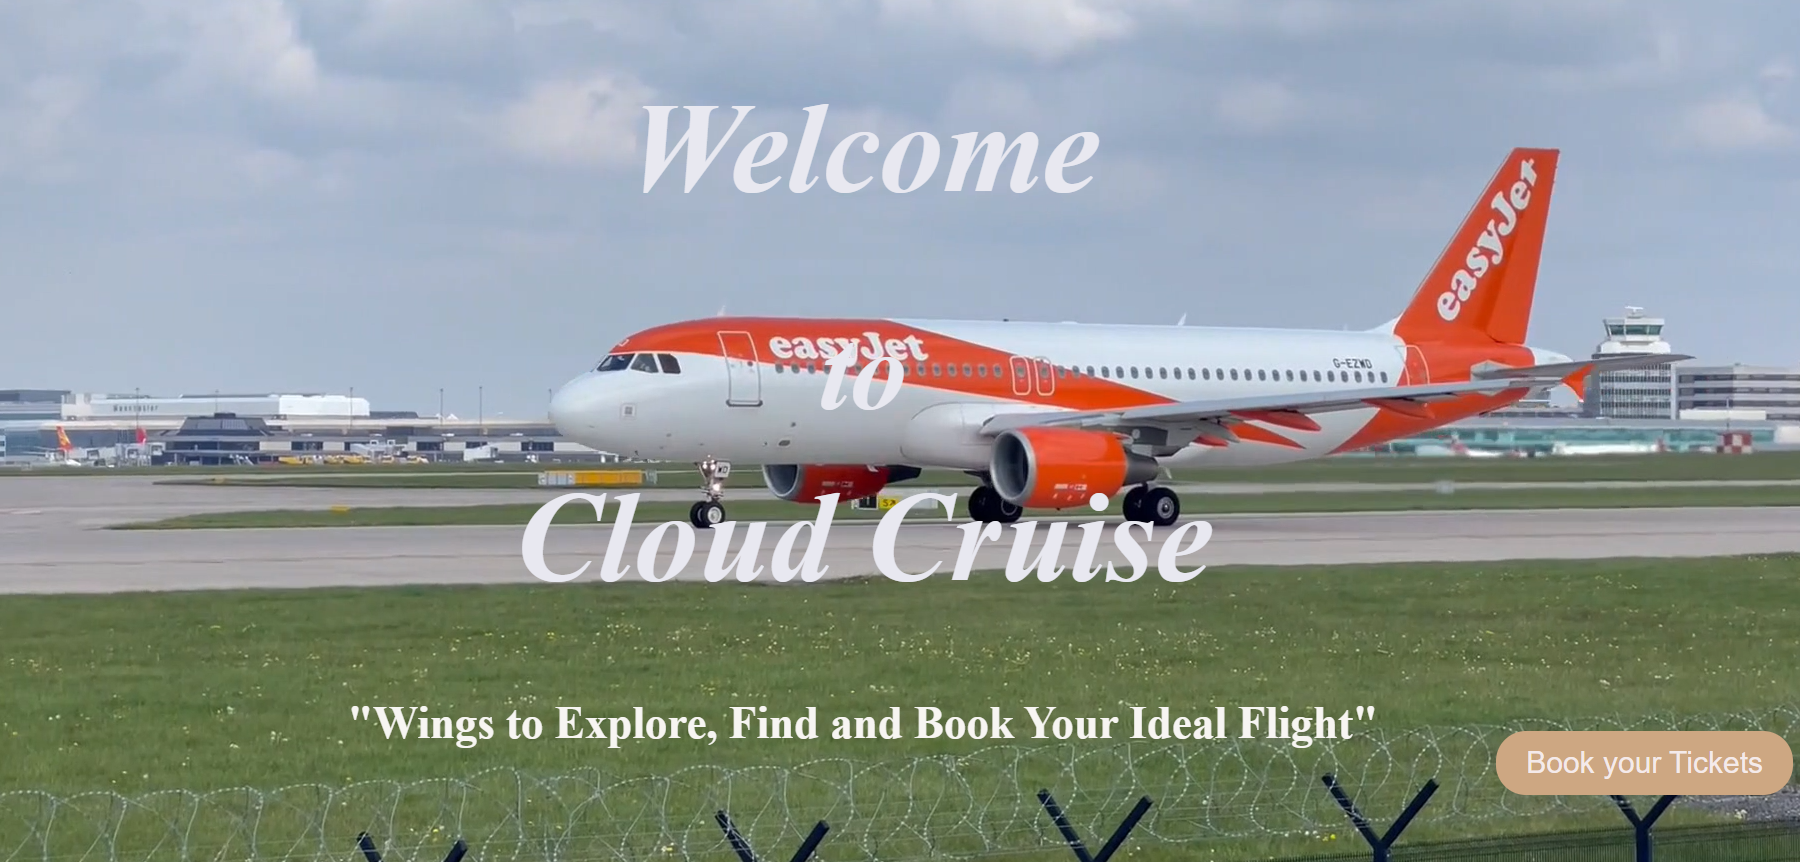 Welcome
easyJet
easyJet
to
G-EZWD
WD
Cloud Cruise
"Wings to Explore, Find and Book Your Ideal Flight"
Book your Tickets